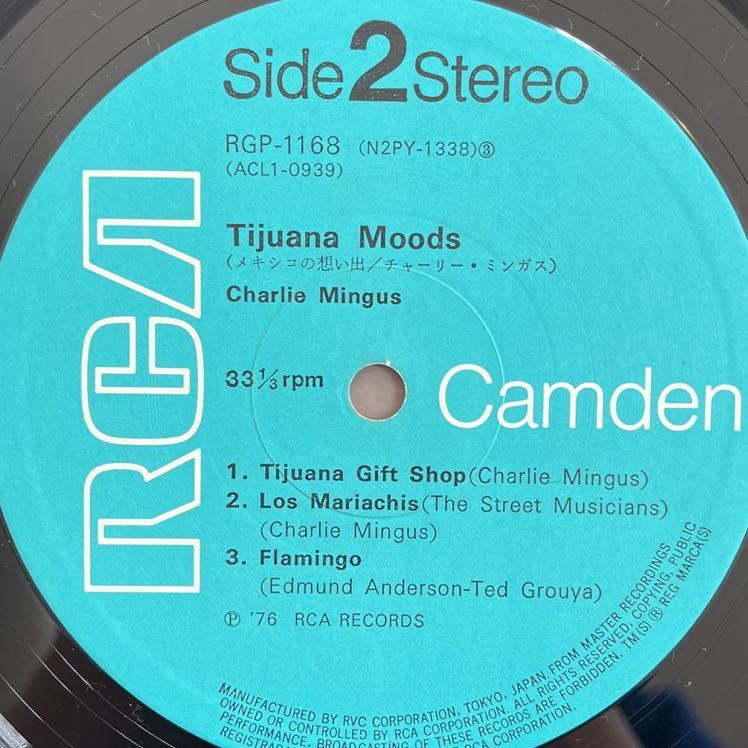 Side 2 Stereo
RGP-1168 (N2PY-1338)③
(ACL1-0939)
Tijuana Moods
(メキシコの想い出／チャーリー・ミンガス)
Charlie Mingus
33 1/3 rpm
RCA
Camden
1. Tijuana Gift Shop(Charlie Mingus)
2. Los Mariachis(The Street Musicians)
(Charlie Mingus)
3. Flamingo
(Edmund Anderson-Ted Grouya)
Ⓟ '76 RCA RECORDS
MANUFACTURED BY RVC CORPORATION, TOKYO, JAPAN, FROM MASTER RECORDINGS
OWNED OR CONTROLLED BY RCA CORPORATION. ALL RIGHTS RESERVED, COPYING, PUBLIC
PERFORMANCE, BROADCASTING OF THESE RECORDS ARE FORBIDDEN, TM(S) ® REG MARCA(S)
RCA CORPORATION.